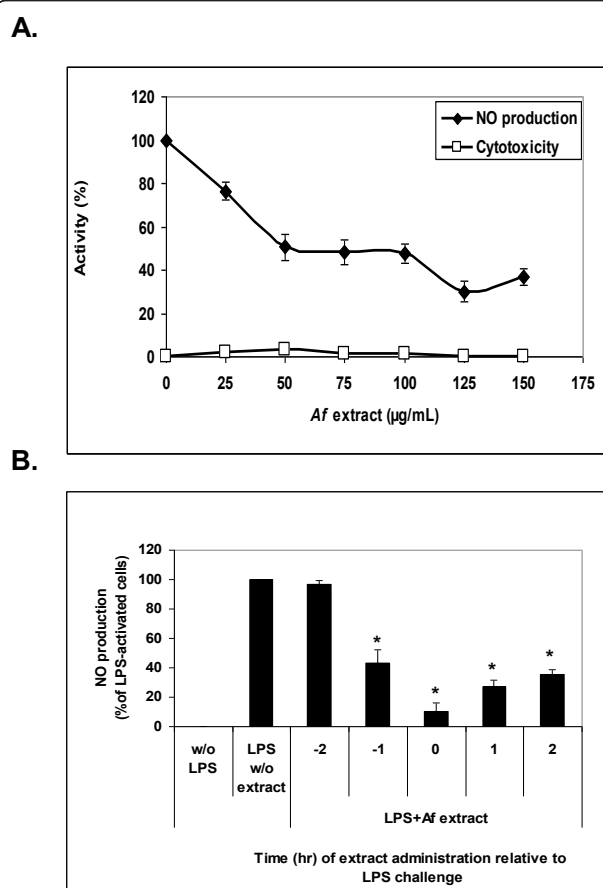 A.
120
100
80
60
40
20
0
Activity (%)
NO production
Cytotoxicity
0 25 50 75 100 125 150 175
Af extract (µg/mL)
B.
120
100
80
60
40
20
0
NO production
(% of LPS-activated cells)
*
*
*
*
w/o LPS
LPS w/o extract
-2 -1 0 1 2
LPS+Af extract
Time (hr) of extract administration relative to
LPS challenge